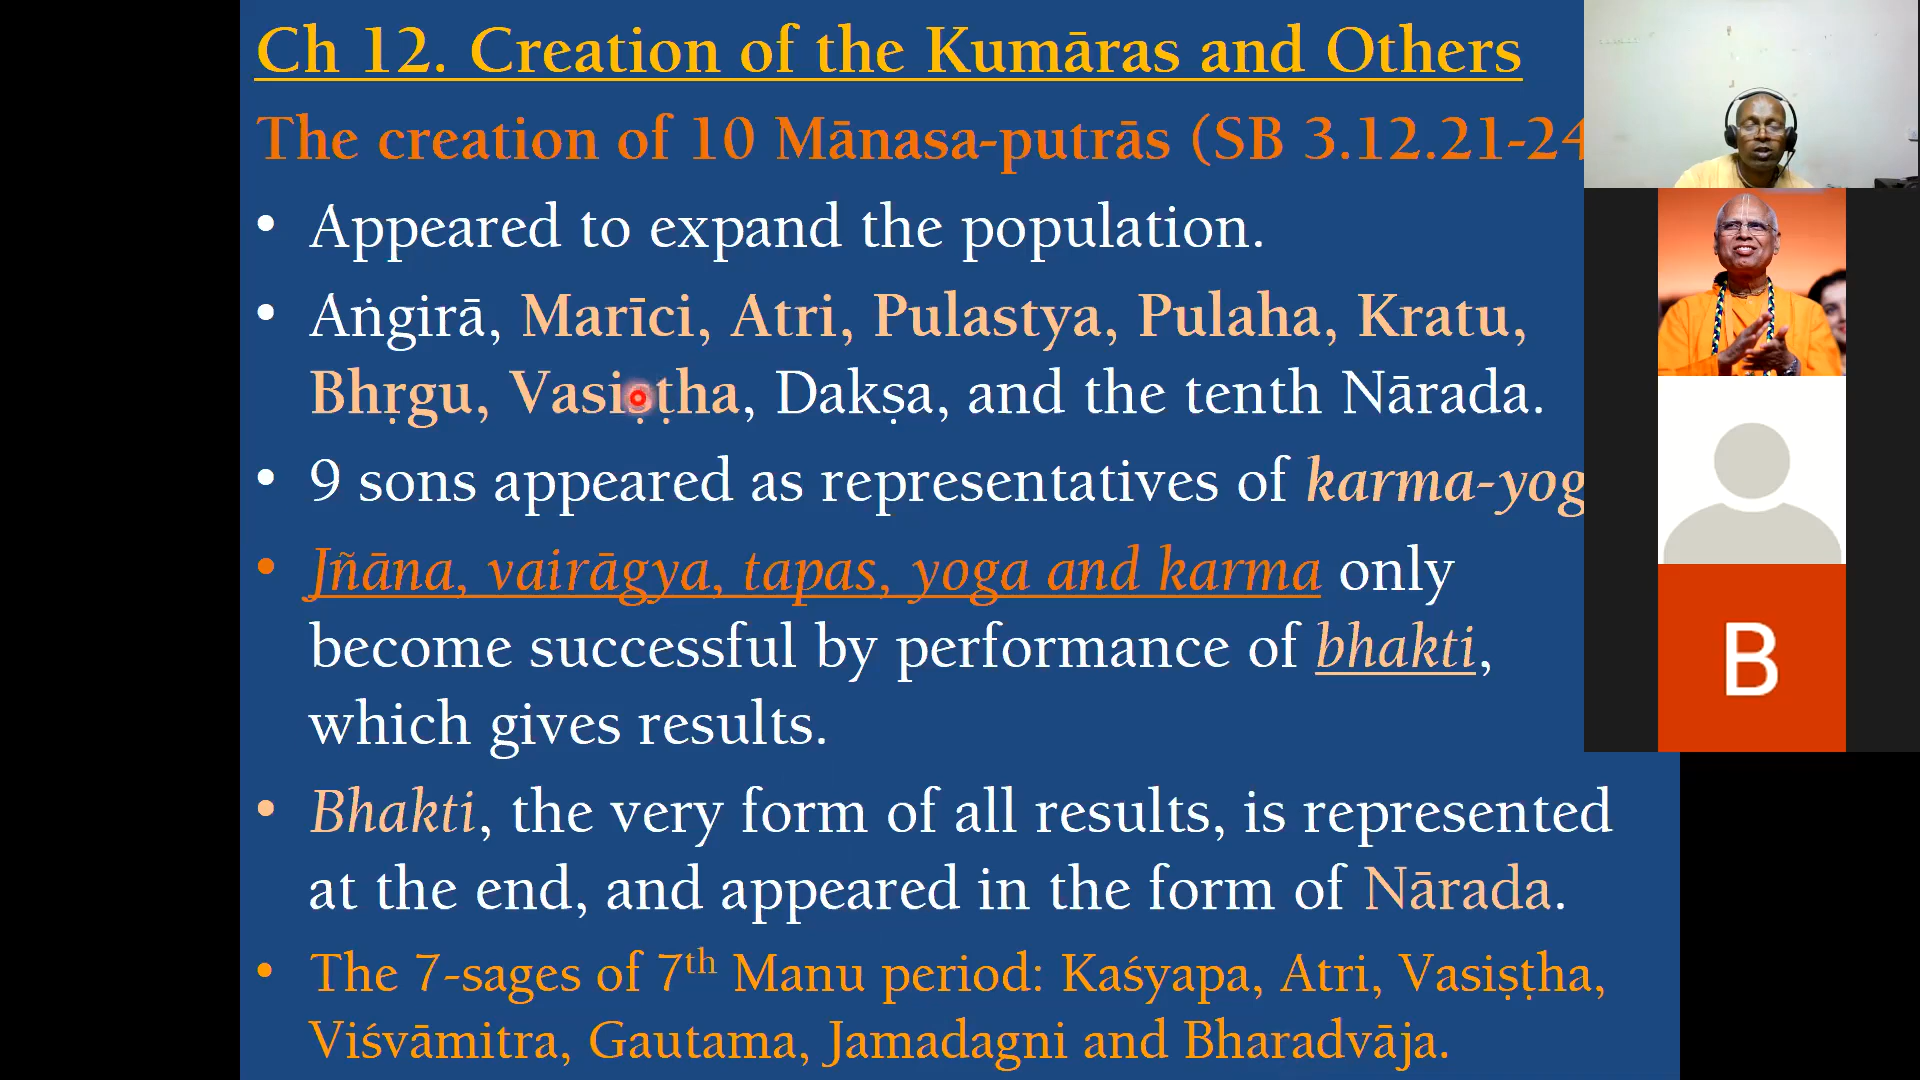 Ch 12. Creation of the Kumāras and Others
The creation of 10 Mānasa-putrās (SB 3.12.21-24
• Appeared to expand the population.
• Aṅgirā, Marīci, Atri, Pulastya, Pulaha, Kratu,
Bhṛgu, Vasiṣṭha, Dakṣa, and the tenth Nārada.
• 9 sons appeared as representatives of karma-yog
• Jñāna, vairāgya, tapas, yoga and karma only
become successful by performance of bhakti,
which gives results.
• Bhakti, the very form of all results, is represented
at the end, and appeared in the form of Nārada.
• The 7-sages of 7th Manu period: Kaśyapa, Atri, Vasiṣṭha,
Viśvāmitra, Gautama, Jamadagni and Bharadvāja.
B